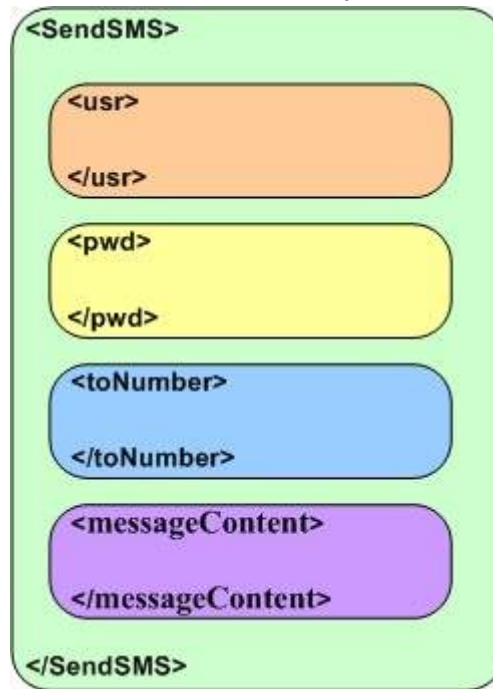 <SendSMS>
<usr>
</usr>
<pwd>
</pwd>
<toNumber>
</toNumber>
<messageContent>
</messageContent>
</SendSMS>